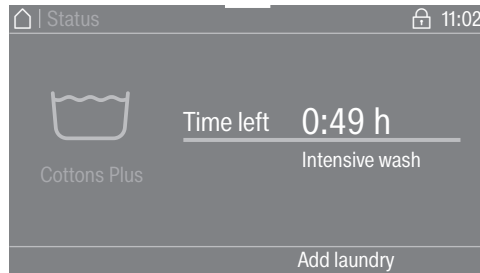 | Status 11:02
Time left 0:49 h
Intensive wash
Cottons Plus
Add laundry